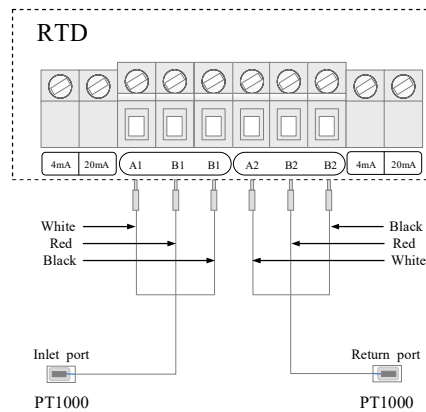 RTD
4mA 20mA A1 B1 B1 A2 B2 B2 4mA 20mA
White Black
Red Red
Black White
Inlet port Return port
PT1000 PT1000